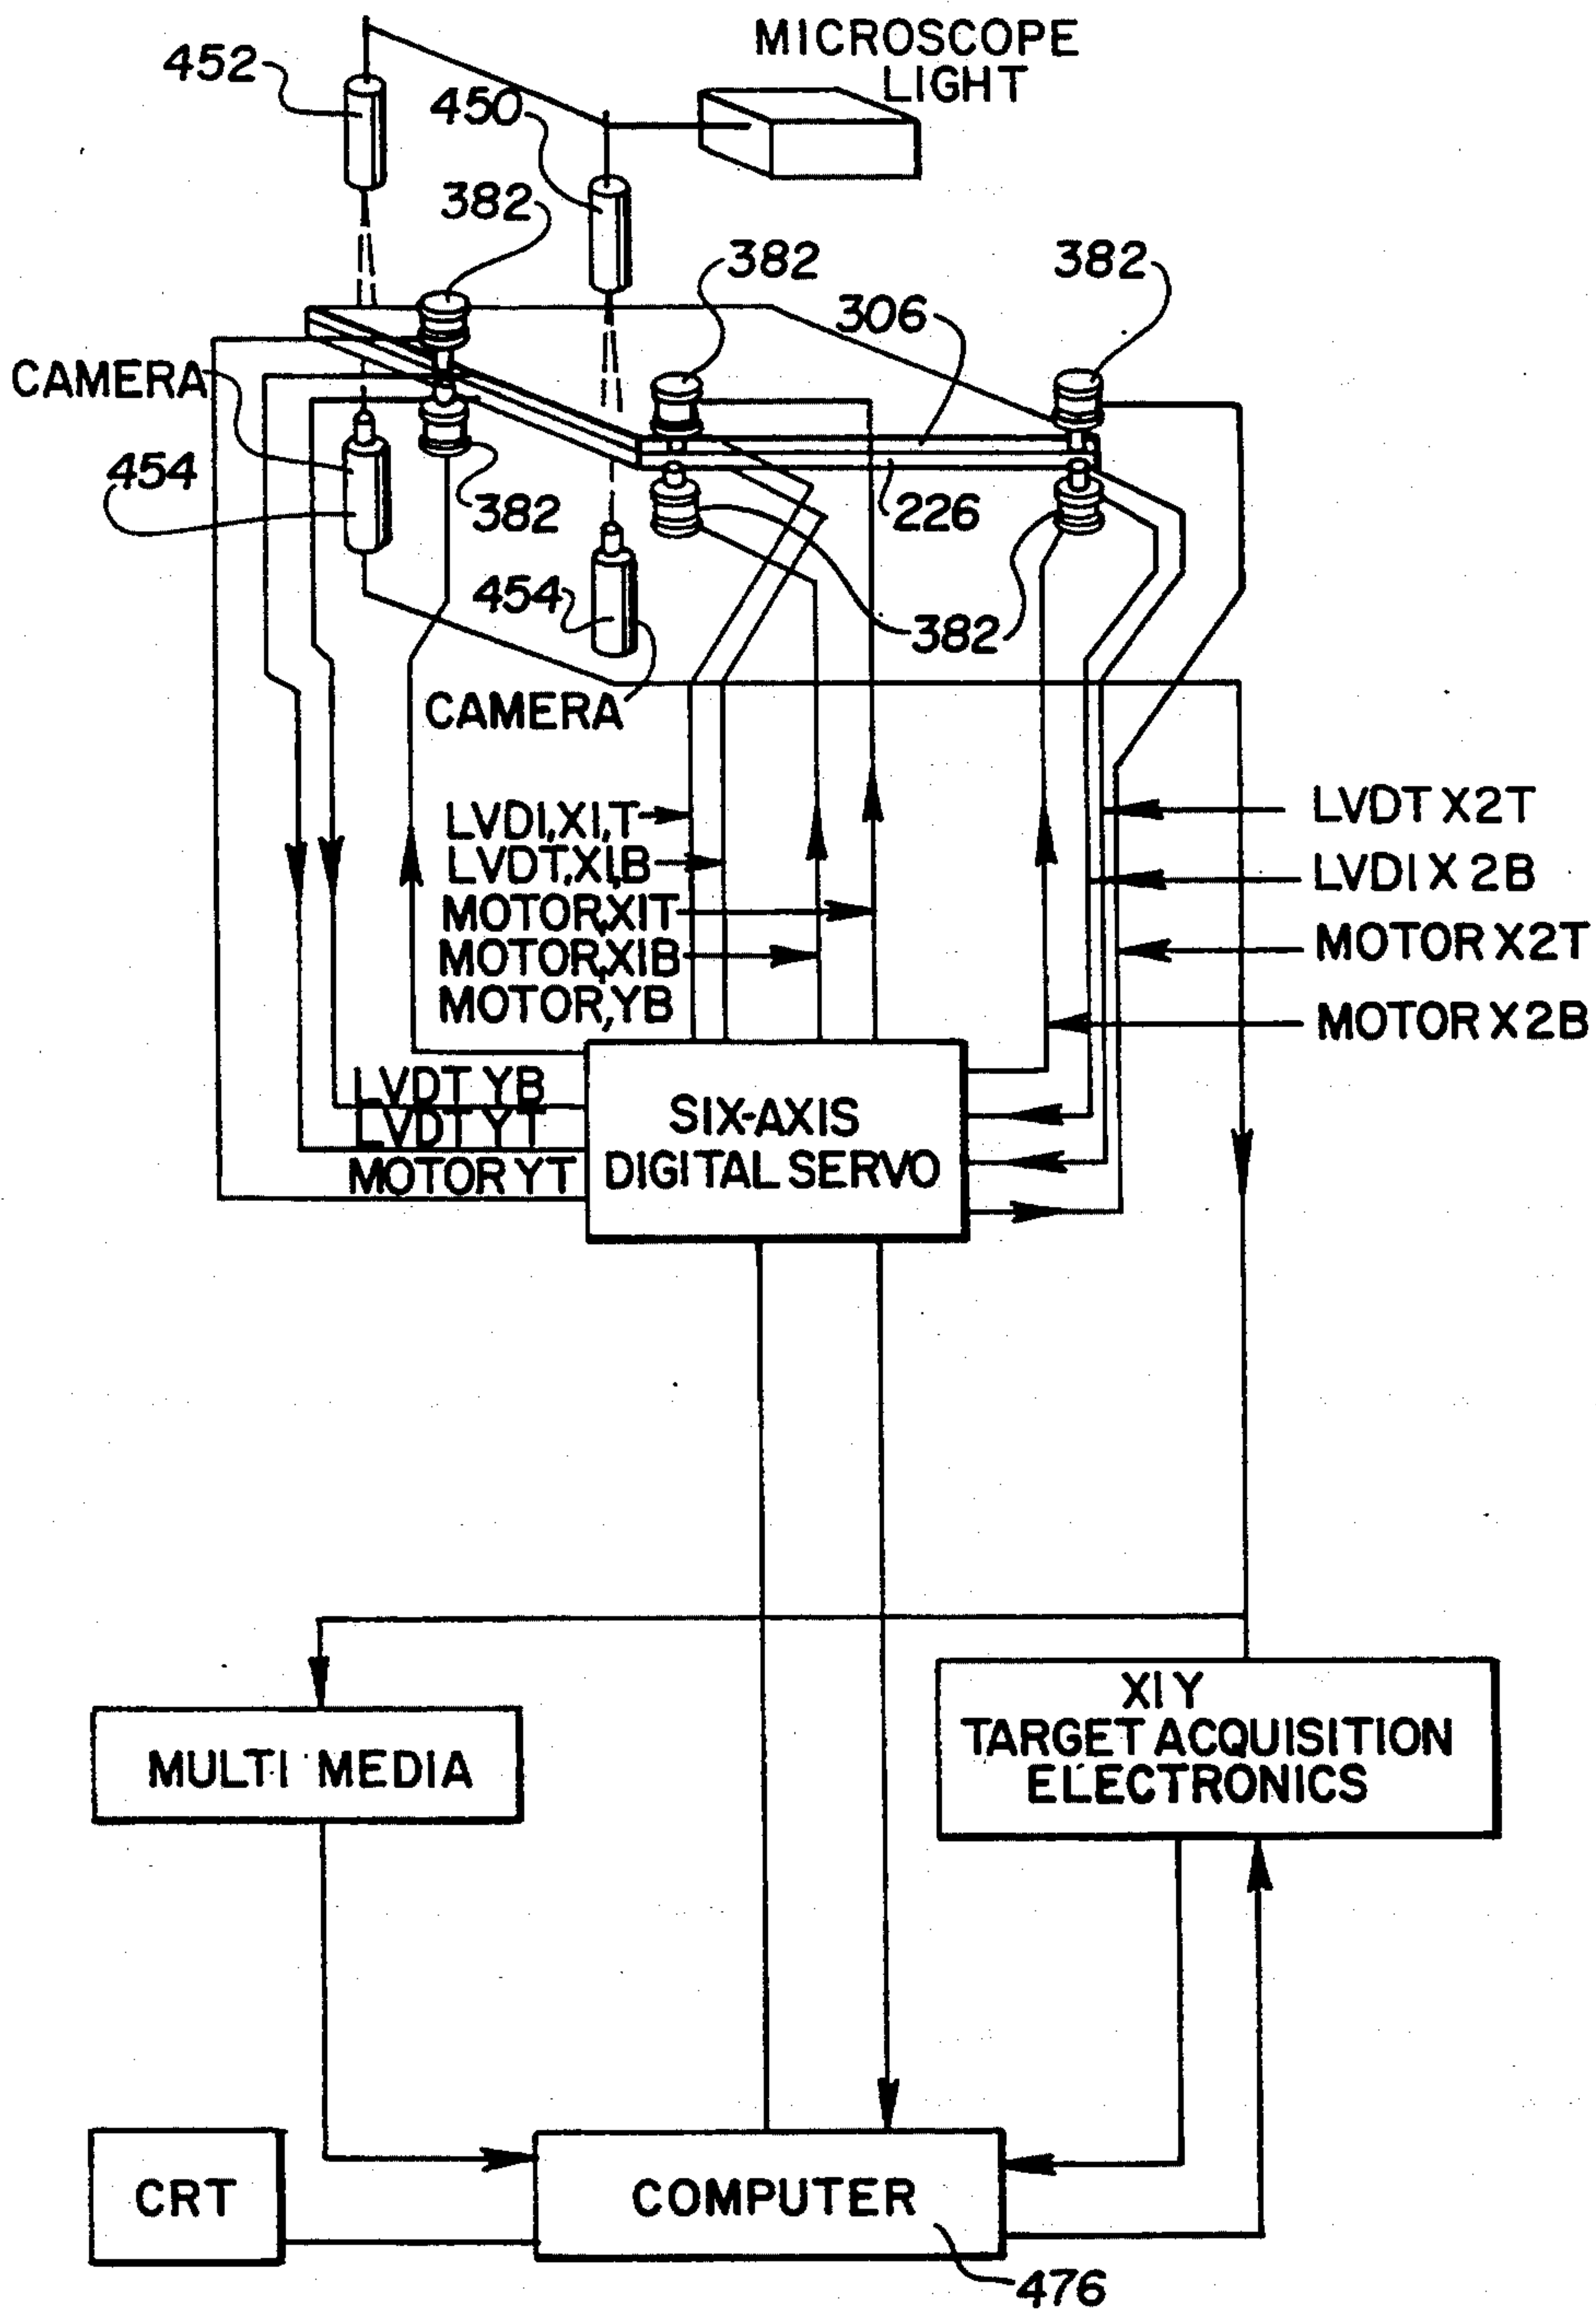 MICROSCOPE
LIGHT
452
450
382
382
382
306
CAMERA
454
382
226
454
382
CAMERA
LVDI,XI,T
LVDT,XI,B
MOTOR,XIT
MOTOR,XIB
MOTOR,YB
LVDT X2T
LVDI X 2B
MOTOR X2T
MOTOR X2B
LVDT YB
LVDT YT
MOTOR YT
SIX-AXIS
DIGITAL SERVO
MULTI MEDIA
XI Y
TARGET ACQUISITION
ELECTRONICS
CRT
COMPUTER
476